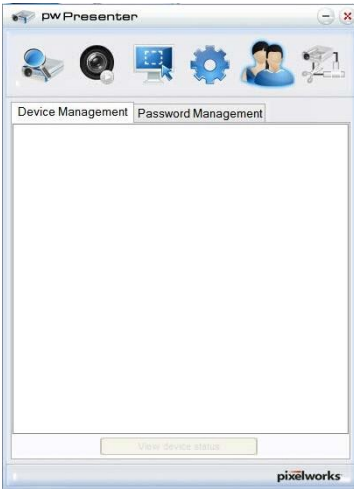 pwPresenter
Device Management Password Management
View device status
pixelworks